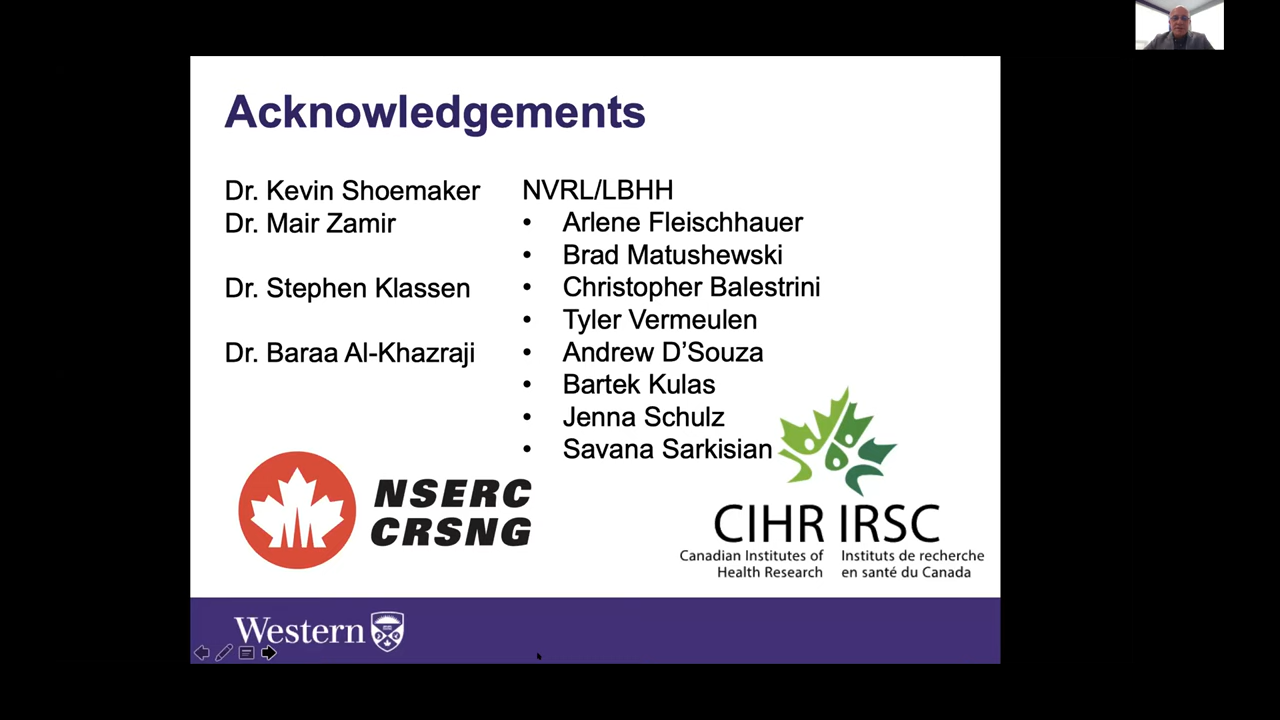 Acknowledgements
Dr. Kevin Shoemaker
Dr. Mair Zamir
Dr. Stephen Klassen
Dr. Baraa Al-Khazraji
NVRL/LBHH
• Arlene Fleischhauer
• Brad Matushewski
• Christopher Balestrini
• Tyler Vermeulen
• Andrew D'Souza
• Bartek Kulas
• Jenna Schulz
• Savana Sarkisian
NSERC
CRSNG
CIHR IRSC
Canadian Institutes of
Health Research
Instituts de recherche
en santé du Canada
Western